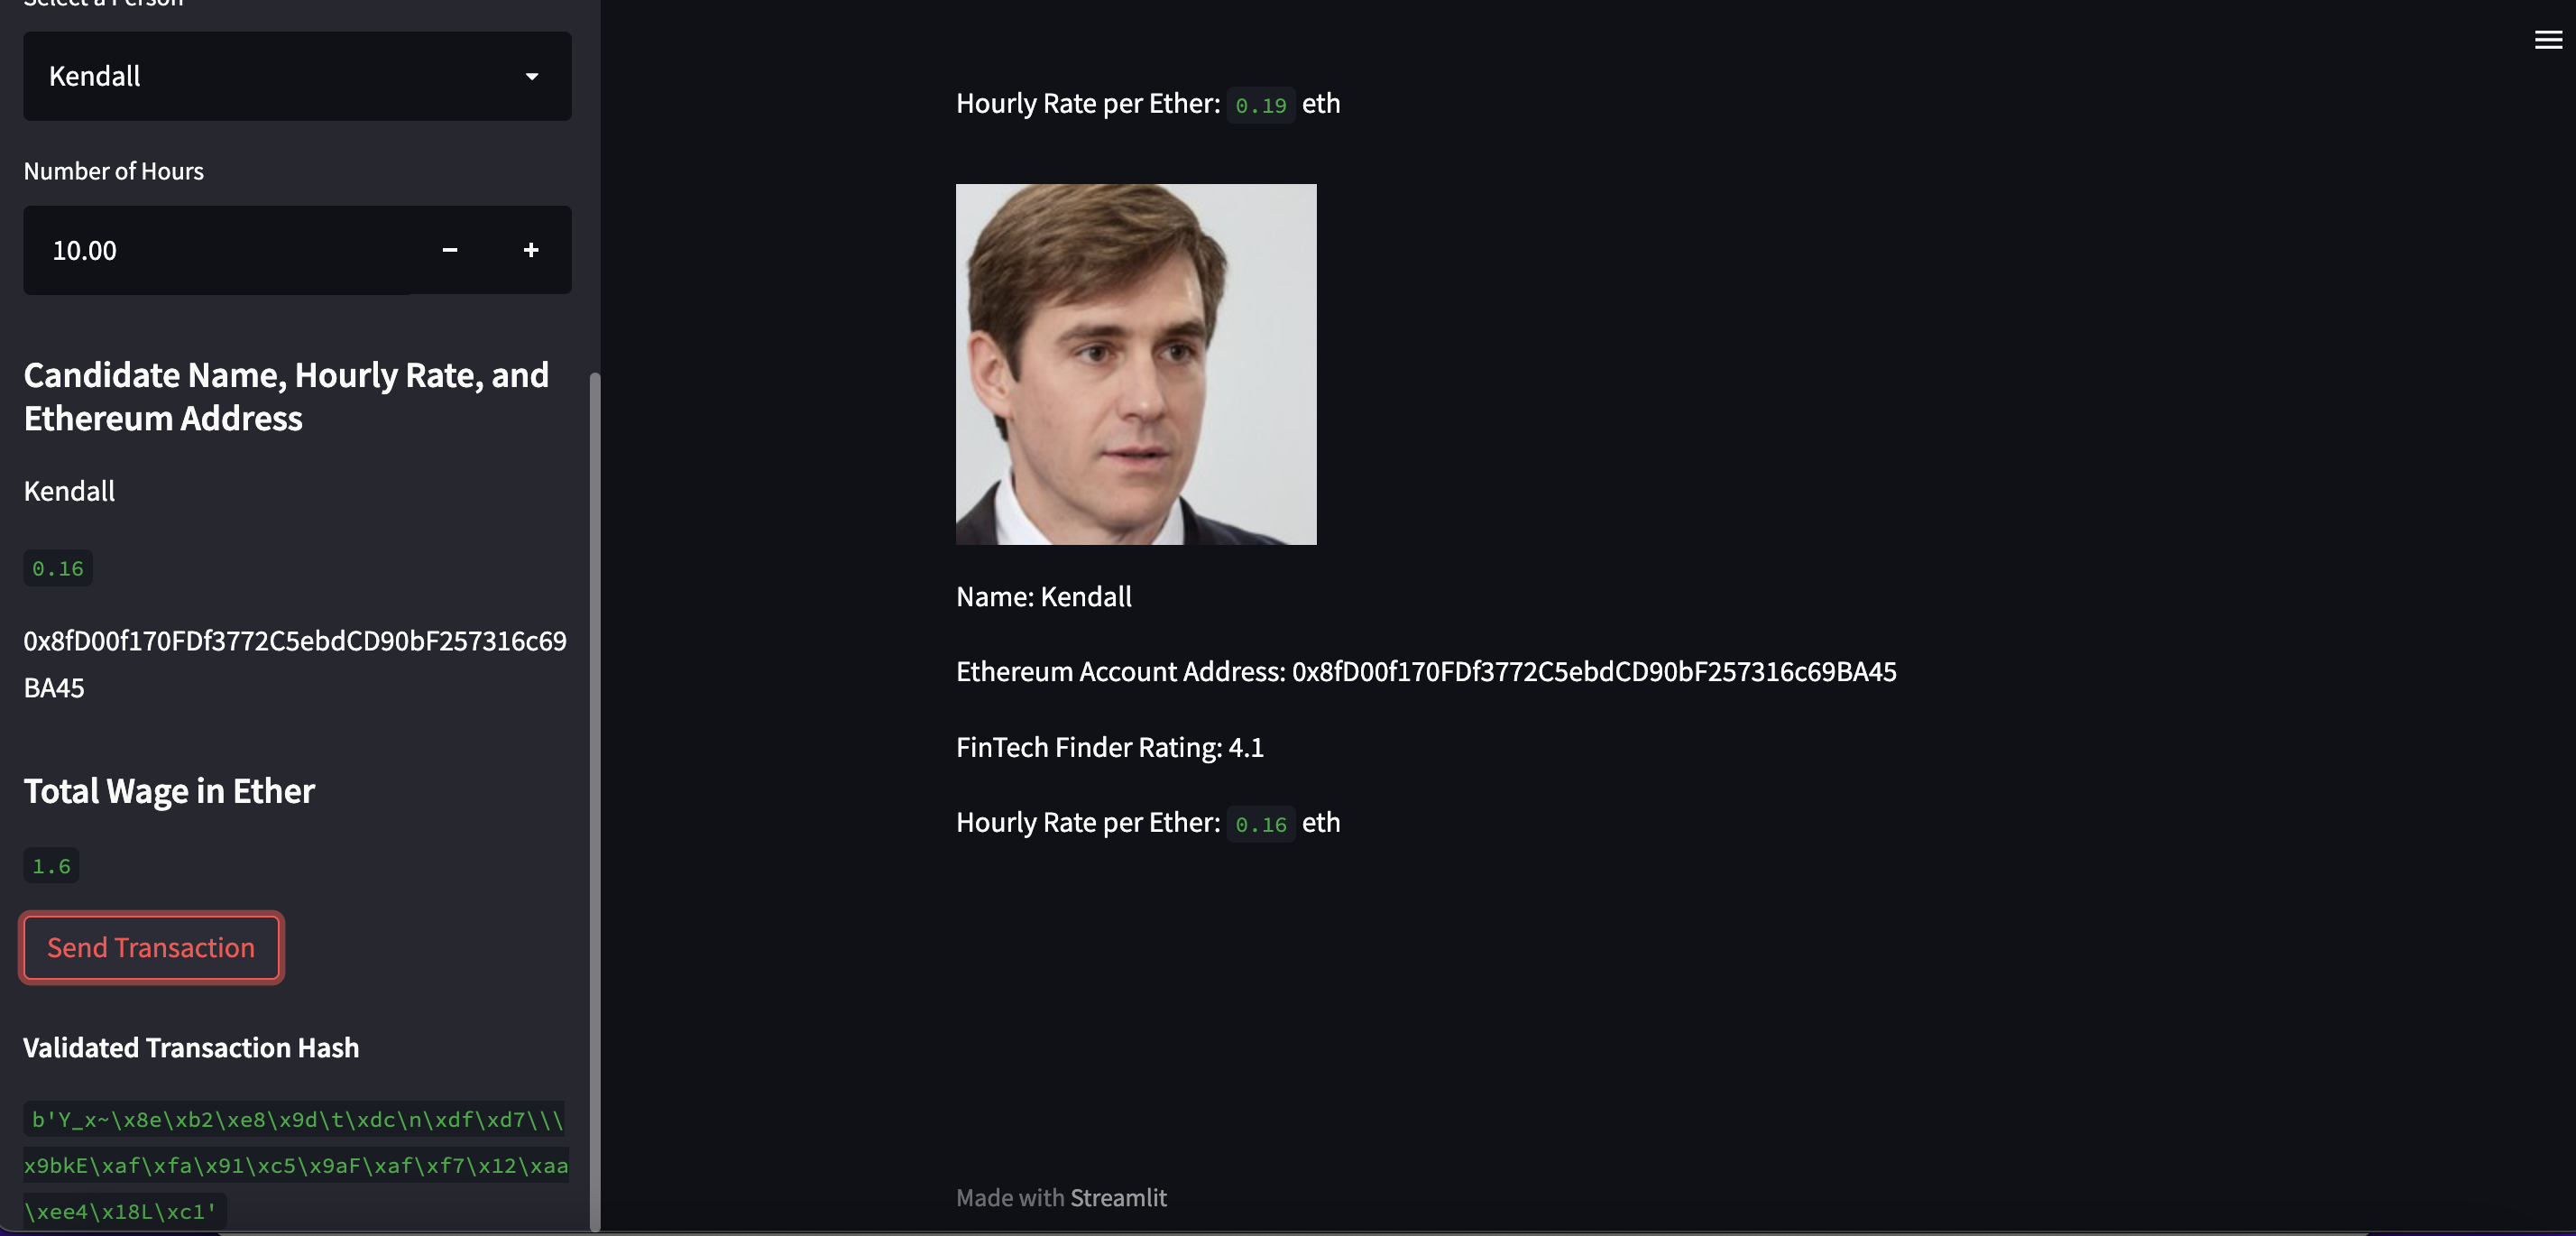 Select a Person
Kendall
Number of Hours
10.00
Candidate Name, Hourly Rate, and
Ethereum Address
Kendall
0.16
0x8fD00f170FDf3772C5ebdCD90bF257316c69
BA45
Total Wage in Ether
1.6
Send Transaction
Validated Transaction Hash
b'Y_x~\x8e\xb2\xe8\x9d\t\xdc\n\xdf\xd7\\\
x9bkE\xaf\xfa\x91\xc5\x9aF\xaf\xf7\x12\xaa
\xee4\x18L\xc1'
Hourly Rate per Ether: 0.19 eth
Name: Kendall
Ethereum Account Address: 0x8fD00f170FDf3772C5ebdCD90bF257316c69BA45
FinTech Finder Rating: 4.1
Hourly Rate per Ether: 0.16 eth
Made with Streamlit